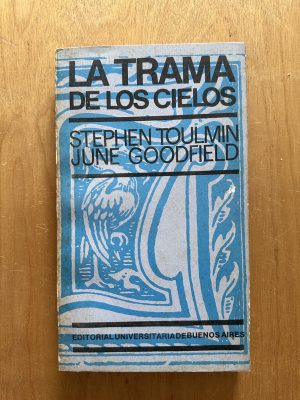 LA TRAMA
DE LOS CIELOS
STEPHEN TOULMIN
JUNE GOODFIELD
EDITORIAL UNIVERSITARIA DE BUENOS AIRES